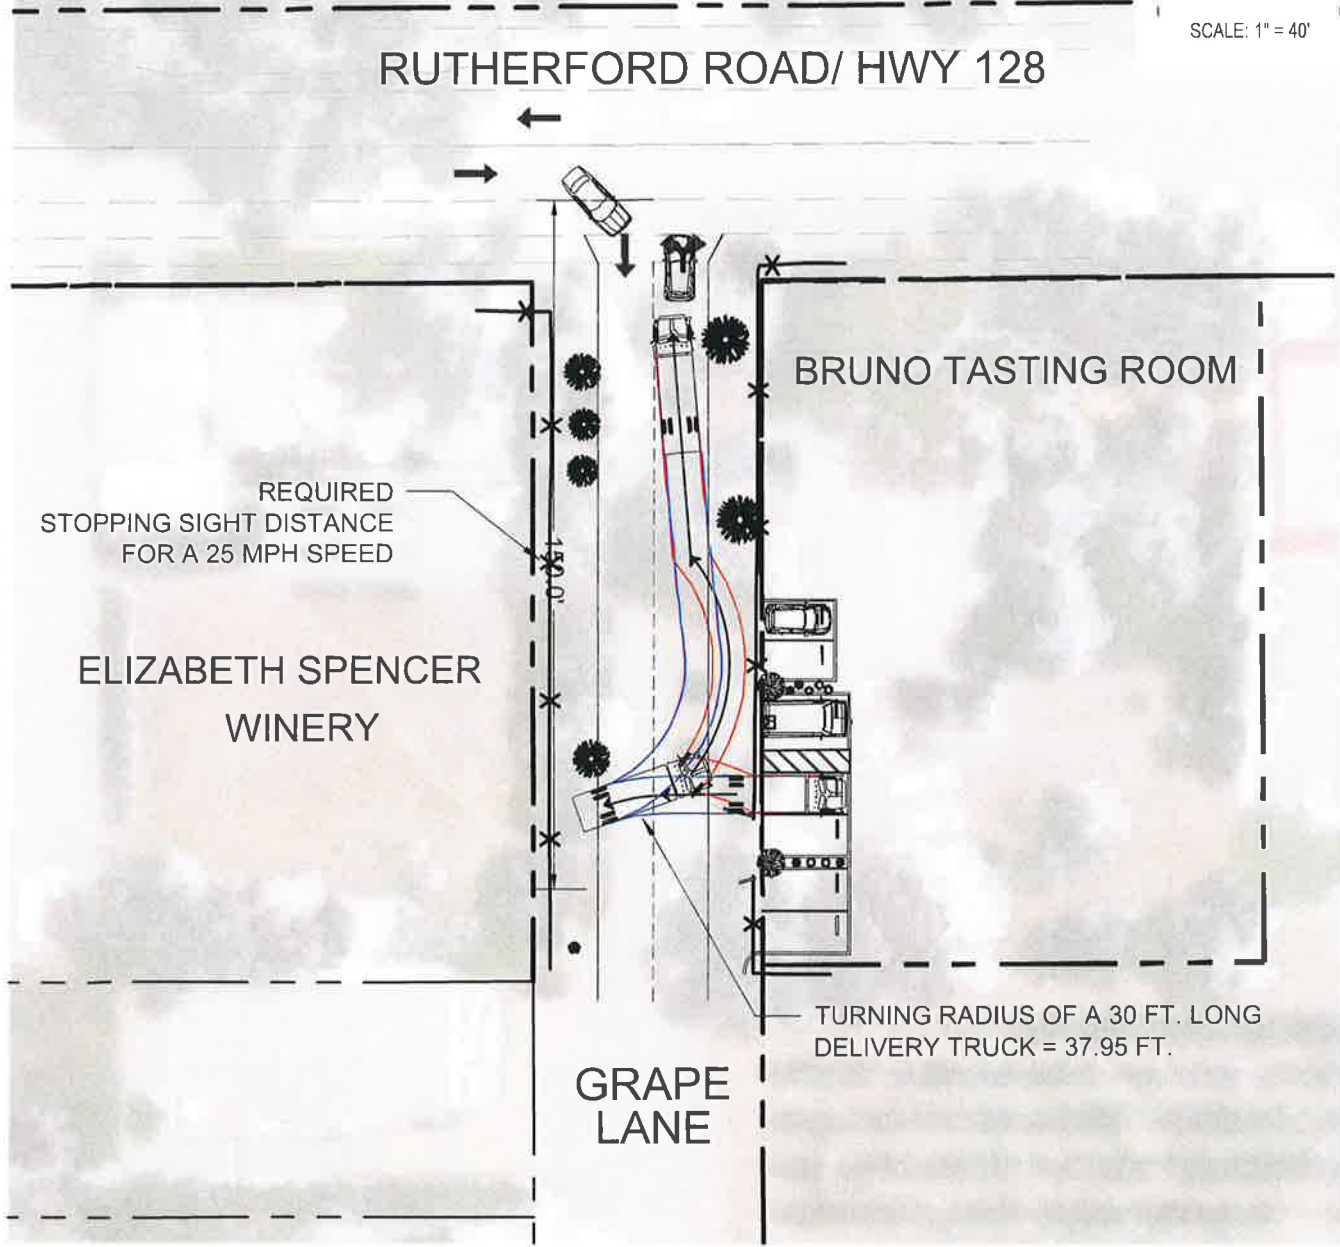 SCALE: 1" = 40'
RUTHERFORD ROAD/ HWY 128
BRUNO TASTING ROOM
REQUIRED
STOPPING SIGHT DISTANCE
FOR A 25 MPH SPEED
150.0'
ELIZABETH SPENCER
WINERY
TURNING RADIUS OF A 30 FT. LONG
DELIVERY TRUCK = 37.95 FT.
GRAPE
LANE